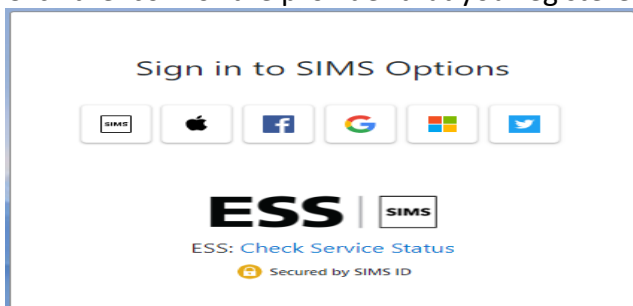 Sign in to SIMS Options
SIMS
ESS SIMS
ESS: Check Service Status
Secured by SIMS ID